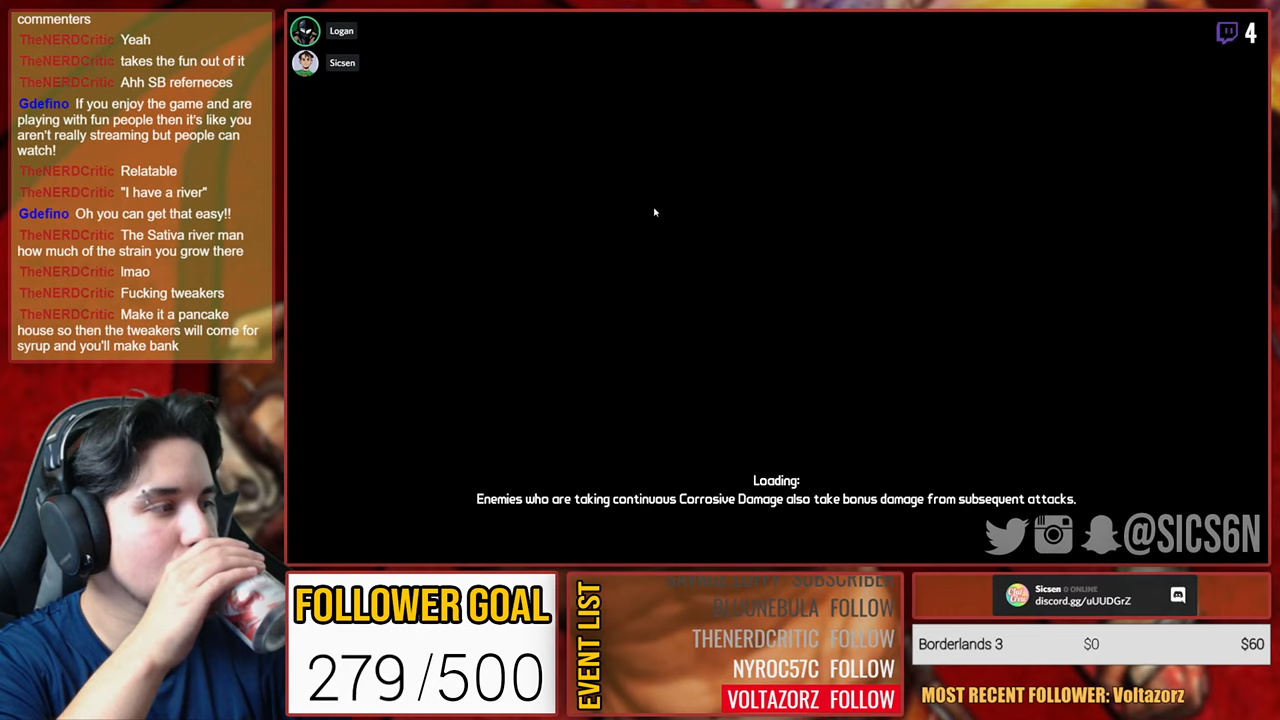 commenters
TheNERDCritic Yeah
TheNERDCritic takes the fun out of it
TheNERDCritic Ahh SB referneces
Gdefino If you enjoy the game and are
playing with fun people then it's like you
aren't really streaming but people can
watch!
TheNERDCritic Relatable
TheNERDCritic "I have a river"
Gdefino Oh you can get that easy!!
TheNERDCritic The Sativa river man
how much of the strain you grow there
TheNERDCritic lmao
TheNERDCritic Fucking tweakers
TheNERDCritic Make it a pancake
house so then the tweakers will come for
syrup and you'll make bank
Logan
Sicsen
4
Loading:
Enemies who are taking continuous Corrosive Damage also take bonus damage from subsequent attacks.
@SICS6N
FOLLOWER GOAL
279/500
EVENT LIST
SUBSCRIBER
BLUUNEBULA FOLLOW
THENERDCRITIC FOLLOW
NYROC57C FOLLOW
VOLTAZORZ FOLLOW
Sicsen 0 ONLINE
discord.gg/uUUDGrZ
Borderlands 3 $0 $60
MOST RECENT FOLLOWER: Voltazorz